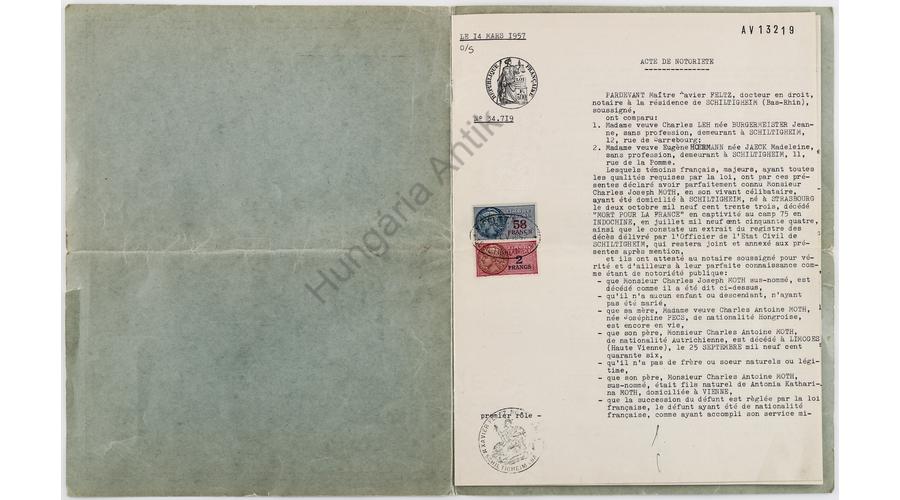 LE 14 MARS 1957
O/S
AV 13219
RÉPUBLIQUE FRANÇAISE
N° 34.719
ACTE DE NOTORIETE
PARDEVANT Maître Xavier FELTZ, docteur en droit,
notaire à la résidence de SCHILTIGHEIM (Bas-Rhin),
soussigné,
ont comparu:
1. Madame veuve Charles LEH née BURGERMEISTER Jean-
ne, sans profession, demeurant à SCHILTIGHEIM,
12, rue de Barrebourg;
2. Madame veuve Eugène HOERMANN née JAECK Madeleine,
sans profession, demeurant à SCHILTIGHEIM, 11,
rue de la Pomme.
Lesquels témoins français, majeurs, ayant toutes
les qualités requises par la loi, ont par ces pré-
sentes déclaré avoir parfaitement connu Monsieur
Charles Joseph MOTH, en son vivant célibataire,
ayant été domicilié à SCHILTIGHEIM, né à STRASBOURG
le deux octobre mil neuf cent trente trois, décédé
"MORT POUR LA FRANCE" en captivité au camp 75 en
INDOCHINE, en juillet mil neuf cent cinquante quatre,
ainsi que le constate un extrait du registre des
décès délivré par l'Officier de l'Etat Civil de
SCHILTIGHEIM, qui restera joint et annexé aux pré-
sentes après mention,
et ils ont attesté au notaire soussigné pour vé-
rité et d'ailleurs à leur parfaite connaissance com-
me étant de notoriété publique:
- que Monsieur Charles Joseph MOTH sus-nommé, est
décédé comme il a été dit ci-dessus,
- qu'il n'a aucun enfant ou descendant, n'ayant
pas été marié,
- que sa mère, Madame veuve Charles Antoine MOTH,
née Joséphine PECS, de nationalité Hongroise,
est encore en vie,
- que son père, Monsieur Charles Antoine MOTH,
de nationalité Autrichienne, est décédé à LIMOGES
(Haute Vienne), le 25 SEPTEMBRE mil neuf cent
quarante six,
- qu'il n'a pas de frère ou soeur naturels ou légi-
time,
- que son père, Monsieur Charles Antoine MOTH,
sus-nommé, était fils naturel de Antonia Kathari-
na MOTH, domiciliée à VIENNE,
- que la succession du défunt est règlée par la loi
française, le défunt ayant été de nationalité
française, comme ayant accompli son service mi-
58
FRANCS
2
FRANCS
premier rôle -
SCHILTIGHEIM
Hungária Antik